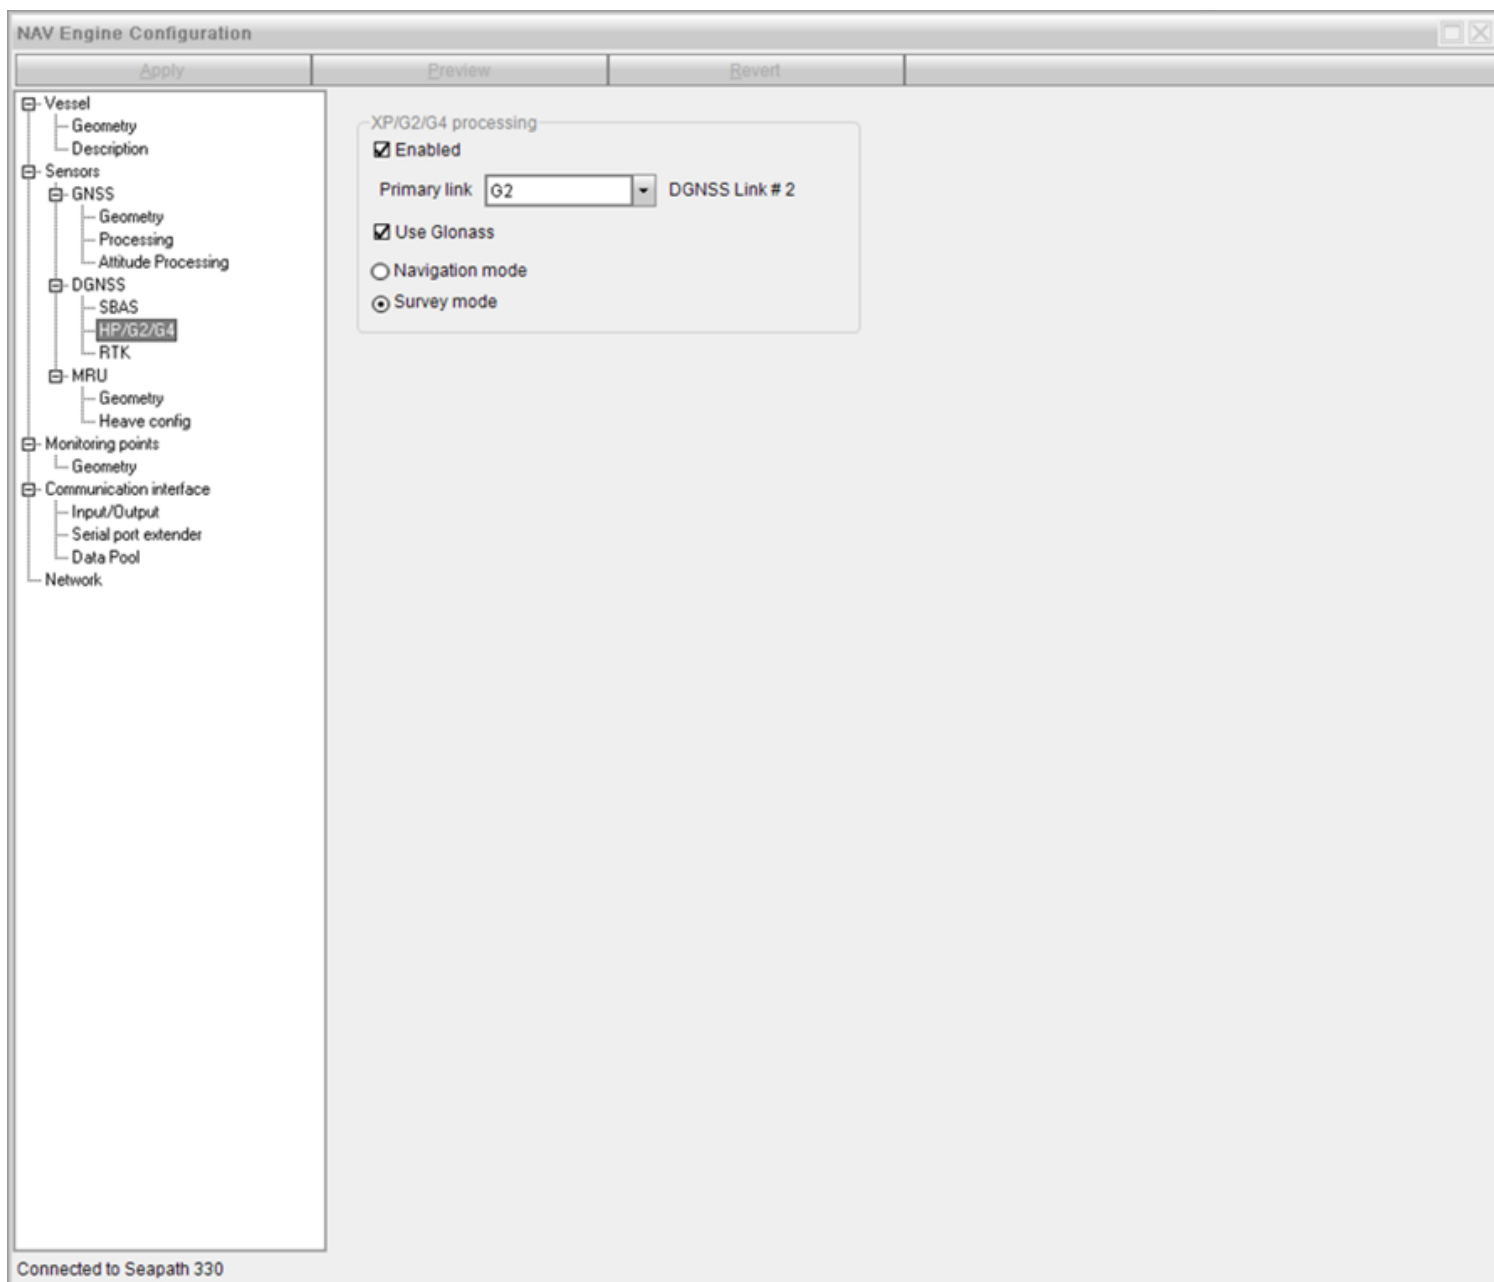 NAV Engine Configuration
Apply Preview Revert
Vessel
Geometry
Description
Sensors
GNSS
Geometry
Processing
Attitude Processing
DGNSS
SBAS
HP/G2/G4
RTK
MRU
Geometry
Heave config
Monitoring points
Geometry
Communication interface
Input/Output
Serial port extender
Data Pool
Network
XP/G2/G4 processing
Enabled
Primary link G2 DGNSS Link # 2
Use Glonass
Navigation mode
Survey mode
Connected to Seapath 330